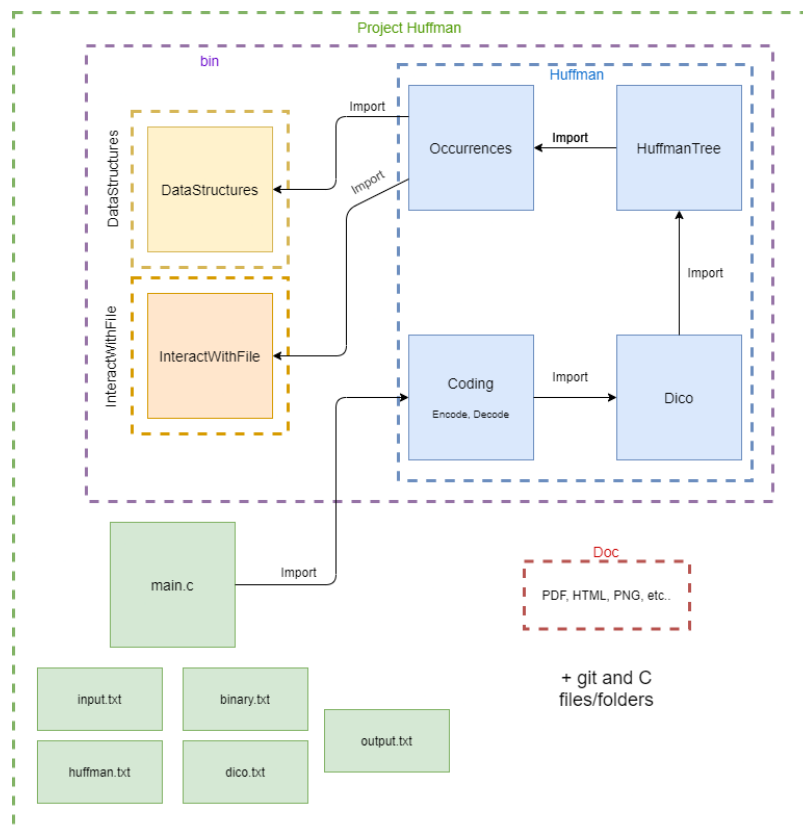 Project Huffman
bin
Huffman
DataStructures
DataStructures
Import
Occurrences
Import
HuffmanTree
Import
Import
InteractWithFile
InteractWithFile
Coding
Encode, Decode
Import
Dico
main.c
Import
Doc
PDF, HTML, PNG, etc..
+ git and C
files/folders
input.txt
binary.txt
output.txt
huffman.txt
dico.txt